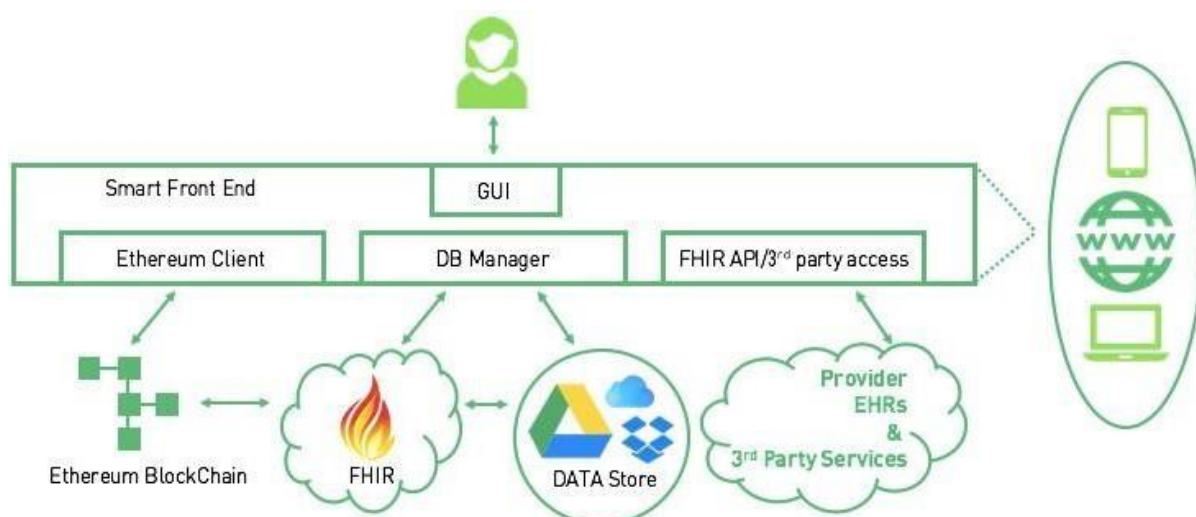 Smart Front End
GUI
Ethereum Client
DB Manager
FHIR API/3rd party access
WWW
Ethereum BlockChain
FHIR
DATA Store
Provider
EHRs
&
3rd Party Services